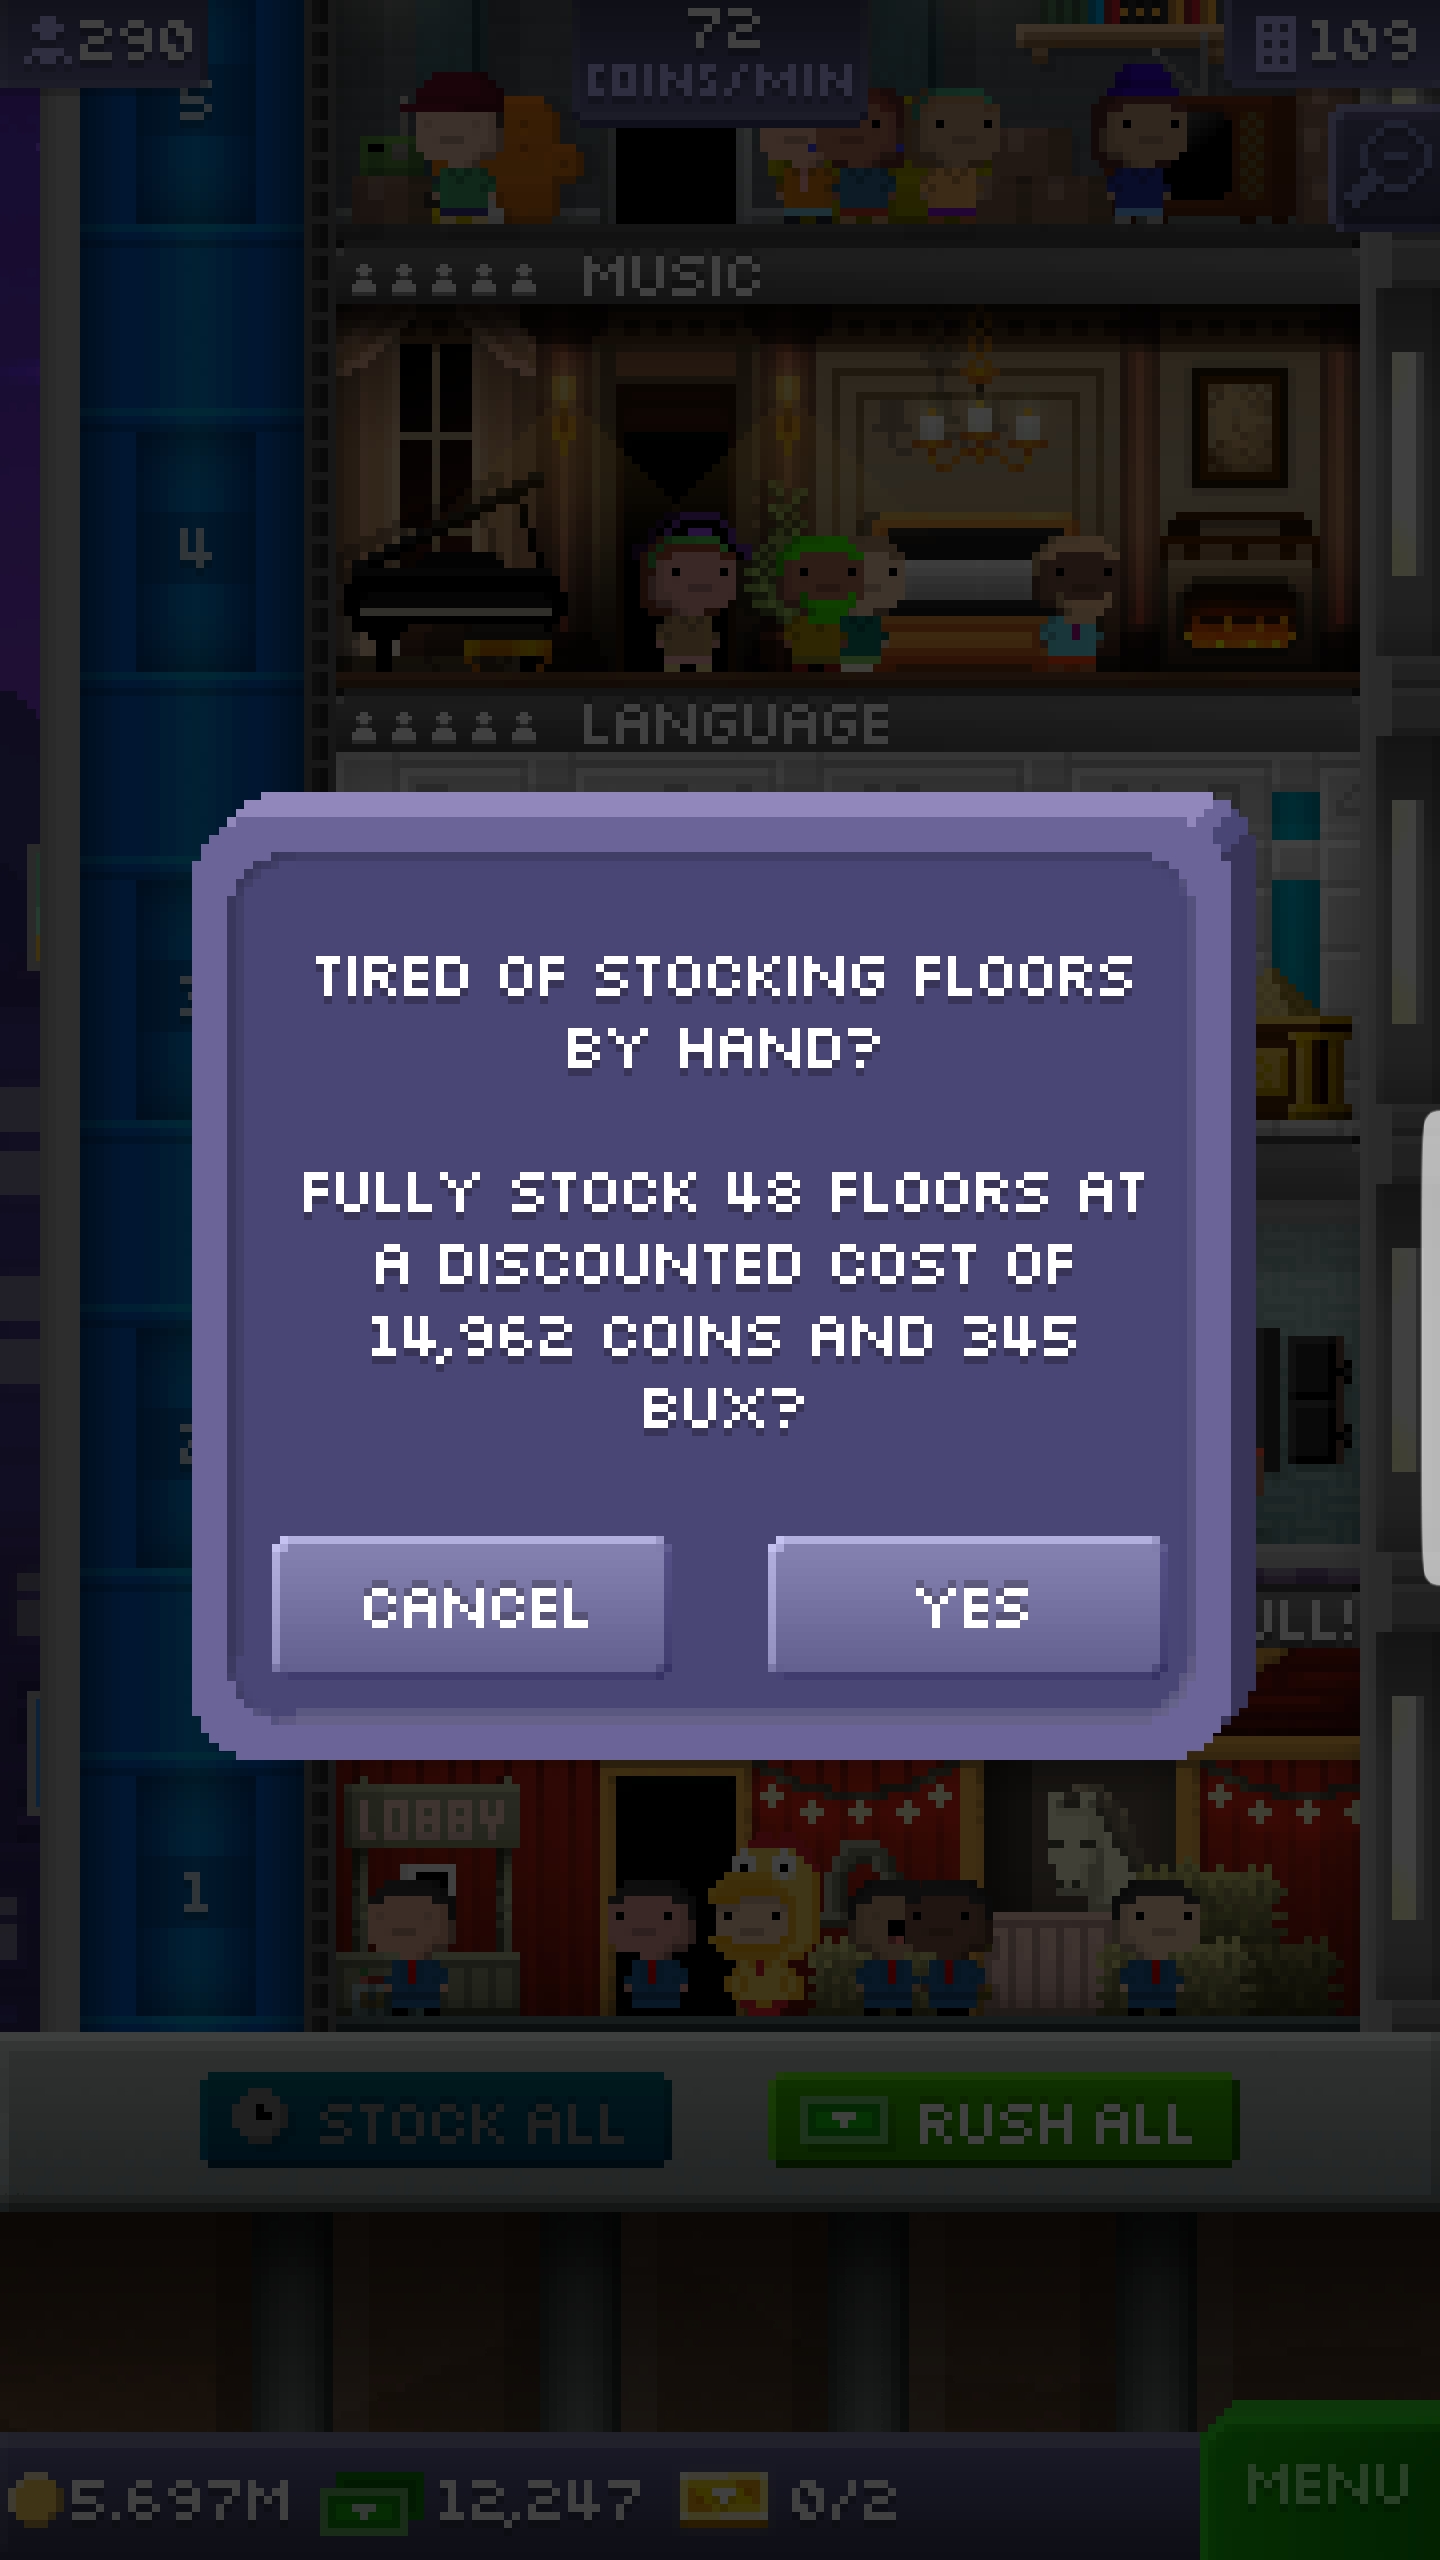 290
72
COINS/MIN
109
5
MUSIC
4
LANGUAGE
TIRED OF STOCKING FLOORS
BY HAND?
FULLY STOCK 48 FLOORS AT
A DISCOUNTED COST OF
14,962 COINS AND 345
BUX?
CANCEL
YES
LOBBY
1
STOCK ALL
RUSH ALL
5.697M
12,247
0/2
MENU